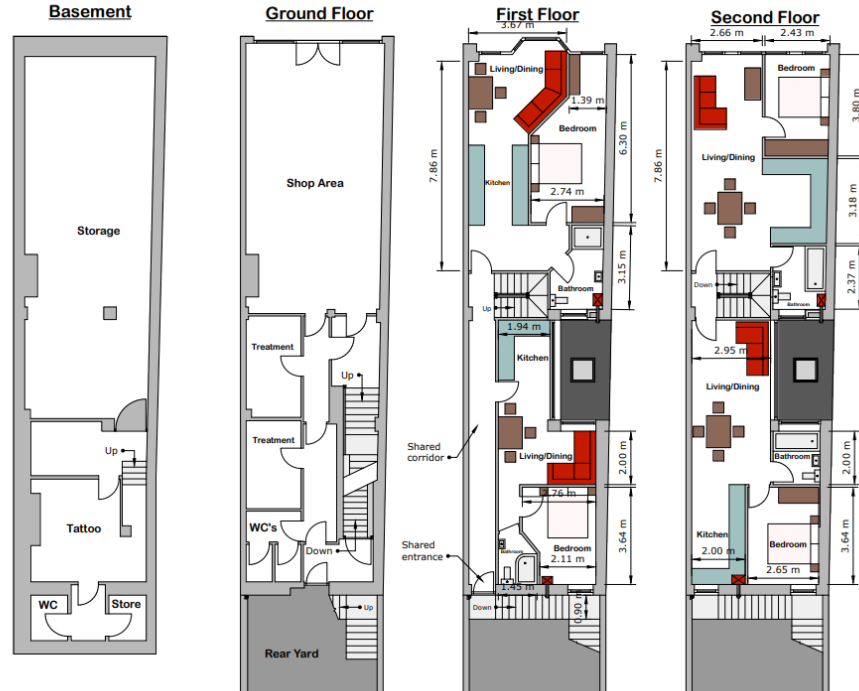 Basement
Storage
Up
Tattoo
WC
Store
Ground Floor
Shop Area
Treatment
Up
Treatment
WC's
Down
Up
Rear Yard
First Floor
3.67 m
Living/Dining
1.39 m
Bedroom
7.86 m
6.30 m
Kitchen
2.74 m
3.15 m
Bathroom
Up
1.94 m
Kitchen
Shared
corridor
Living/Dining
2.00 m
2.76 m
Shared
entrance
Bathroom
Bedroom
2.11 m
3.64 m
1.45 m
Down
0.90 m
Second Floor
2.66 m
2.43 m
Bedroom
3.80 m
7.86 m
Living/Dining
3.18 m
Down
2.37 m
Bathroom
2.95 m
Living/Dining
Bathroom
2.00 m
Kitchen
2.00 m
Bedroom
2.65 m
3.64 m